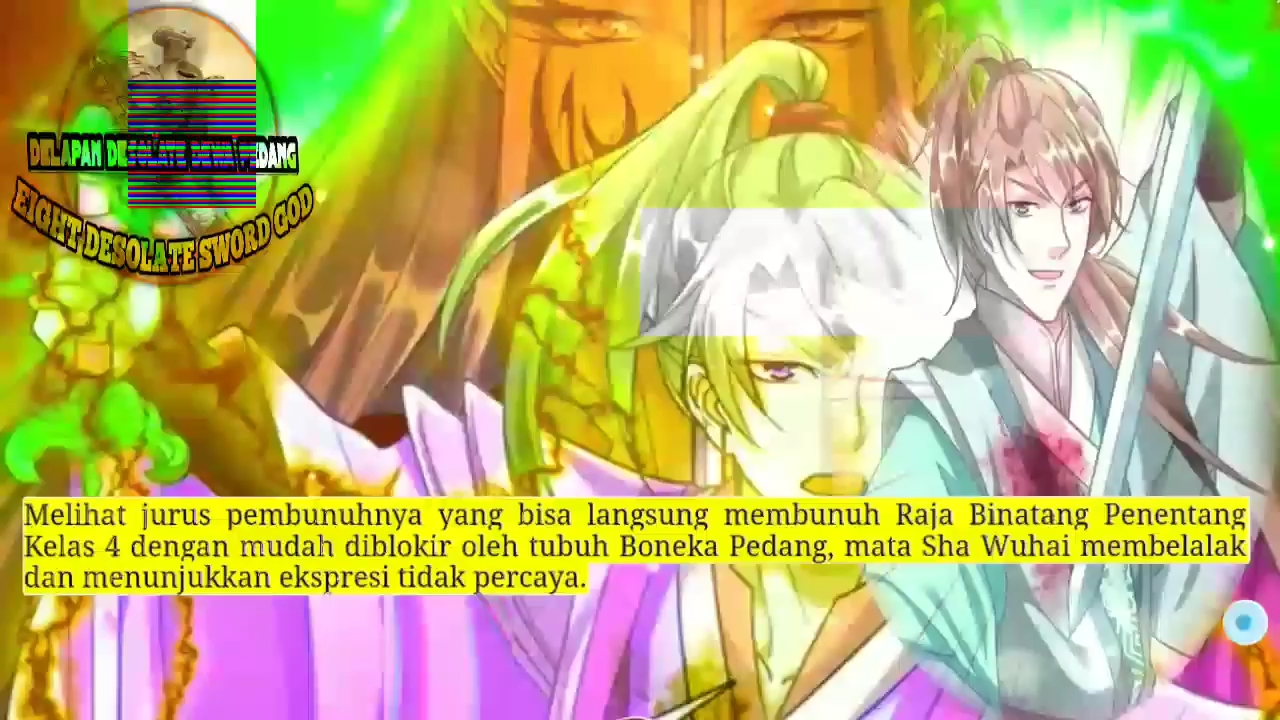 DELAPAN DE
EDANG
EIGHT DESOLATE SWORD GOD
Melihat jurus pembunuhnya yang bisa langsung membunuh Raja Binatang Penentang
Kelas 4 dengan mudah diblokir oleh tubuh Boneka Pedang, mata Sha Wuhai membelalak
dan menunjukkan ekspresi tidak percaya.